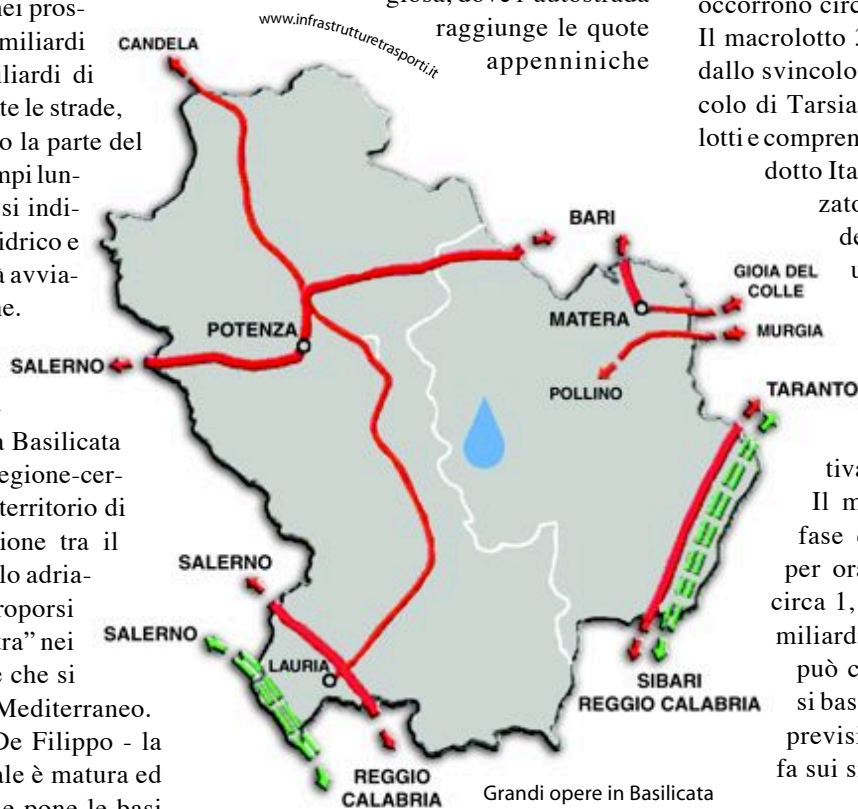 nei pros-
miliardi
iliardi di
te le strade,
o la parte del
mpi lun-
si indi-
idrico e
à avvia-
ne.
a Basilicata
egione-cer-
territorio di
ione tra il
lo adria-
roporsi
tra” nei
e che si
Mediterraneo.
De Filippo - la
ale è matura ed
e pone le basi
giosa, dove l’autostrada
raggiunge le quote
appenniniche
www.infrastrutturetrasporti.it
occorrono circ
Il macrolotto 3
dallo svincolo
colo di Tarsia
lotti e compren
dotto Ita
zato
de
u
tiva
Il m
fase
per ora
circa 1,
miliard
può c
si bas
previsi
fa sui s
CANDELA
BARI
GIOIA DEL
COLLE
MATERA
MURGIA
POTENZA
SALERNO
POLLINO
TARANTO
SALERNO
SALERNO
LAURIA
SIBARI
REGGIO CALABRIA
REGGIO
CALABRIA
Grandi opere in Basilicata